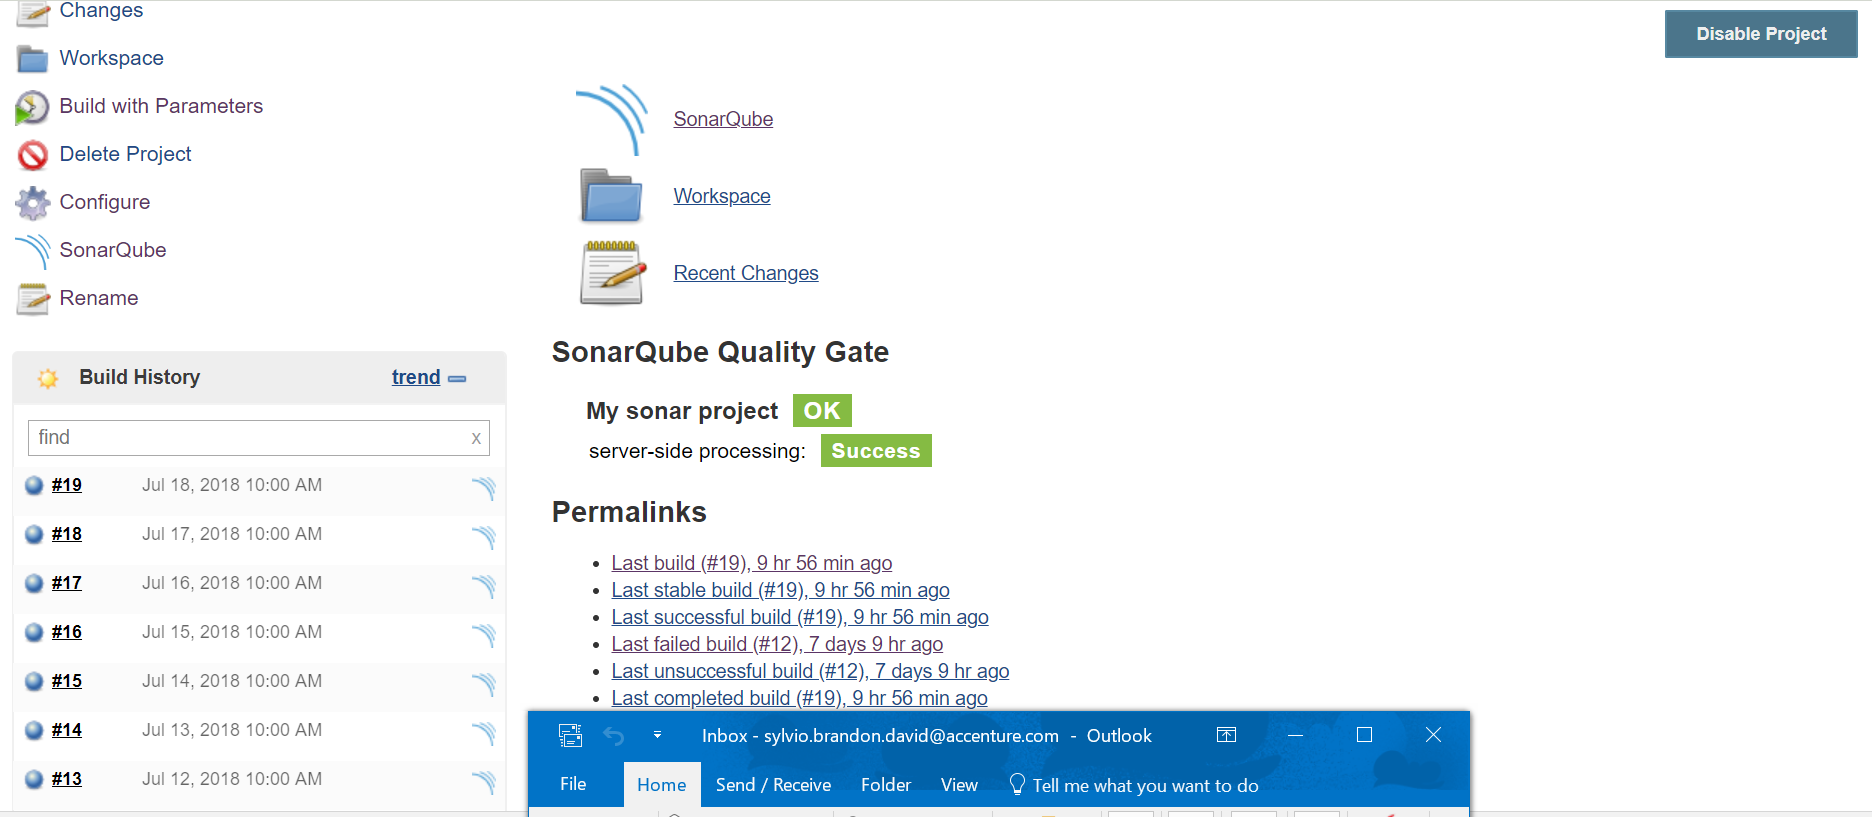 Changes
Workspace
Build with Parameters
Delete Project
Configure
SonarQube
Rename
Build History trend
find x
#19 Jul 18, 2018 10:00 AM
#18 Jul 17, 2018 10:00 AM
#17 Jul 16, 2018 10:00 AM
#16 Jul 15, 2018 10:00 AM
#15 Jul 14, 2018 10:00 AM
#14 Jul 13, 2018 10:00 AM
#13 Jul 12, 2018 10:00 AM
Disable Project
SonarQube
Workspace
Recent Changes
SonarQube Quality Gate
My sonar project OK
server-side processing: Success
Permalinks
Last build (#19), 9 hr 56 min ago
Last stable build (#19), 9 hr 56 min ago
Last successful build (#19), 9 hr 56 min ago
Last failed build (#12), 7 days 9 hr ago
Last unsuccessful build (#12), 7 days 9 hr ago
Last completed build (#19), 9 hr 56 min ago
Inbox - sylvio.brandon.david@accenture.com - Outlook
File Home Send / Receive Folder View Tell me what you want to do